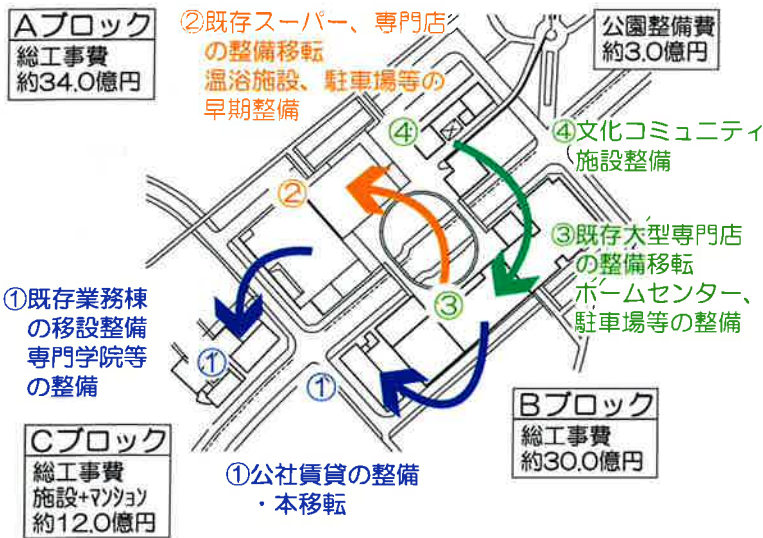 Aブロック
総工事費
約34.0億円
②既存スーパー、専門店
の整備移転
温浴施設、駐車場等の
早期整備
公園整備費
約3.0億円
④
④文化コミュニティ
施設整備
②
③既存大型専門店
の整備移転
ホームセンター、
駐車場等の整備
③
①既存業務棟
の移設整備
専門学院等
の整備
①
①
Bブロック
総工事費
約30.0億円
Cブロック
総工事費
施設+マンション
約12.0億円
①公社賃貸の整備
・本移転